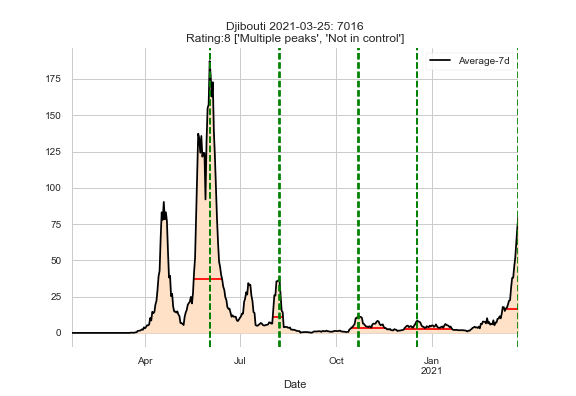 Djibouti 2021-03-25: 7016
Rating:8 ['Multiple peaks', 'Not in control']
Average-7d
175
150
125
100
75
50
25
0
Apr
Jul
Oct
Jan
2021
Date